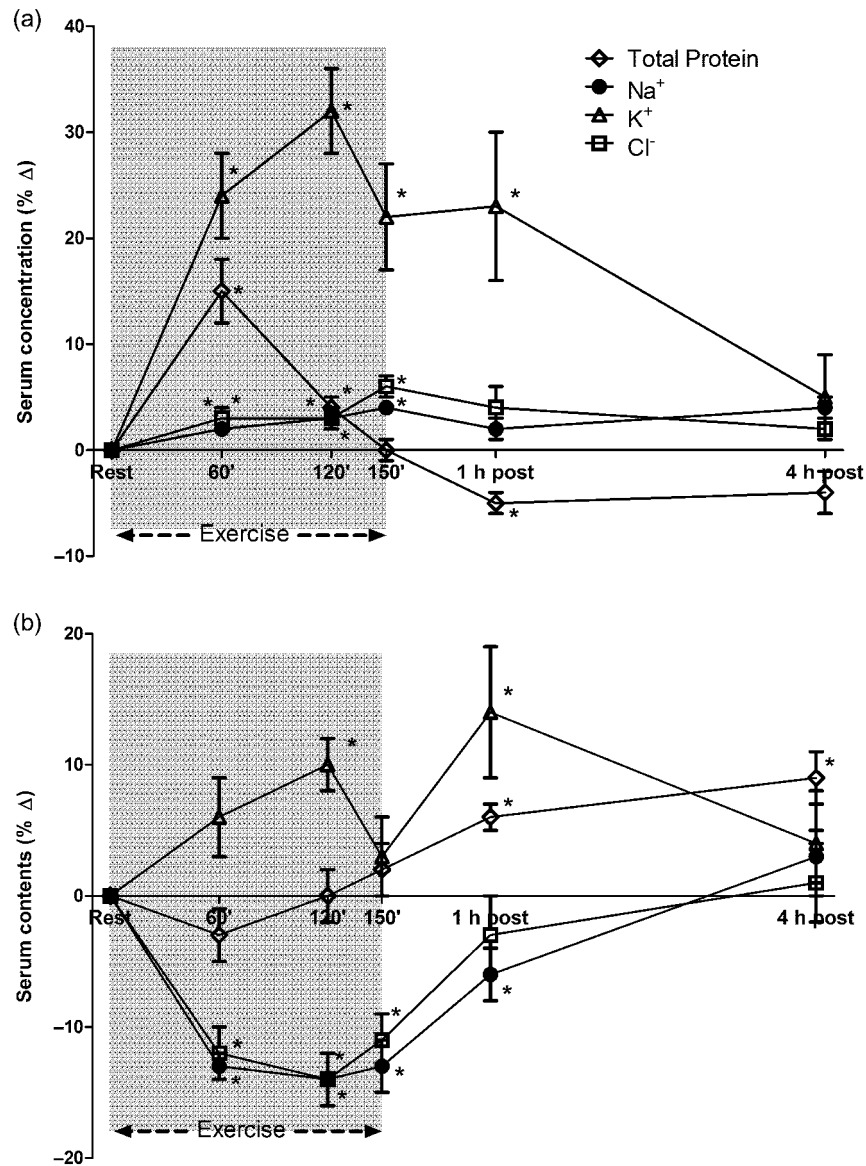 (a)
40
30
20
10
0
–10
Serum concentration (% Δ)
Total Protein
Na+
K+
Cl-
* * * * * * * * * * * *
Rest 60' 120' 150' 1 h post 4 h post
Exercise
(b)
20
10
0
–10
–20
Serum contents (% Δ)
* * * * * * * * * * *
Rest 60' 120' 150' 1 h post 4 h post
Exercise